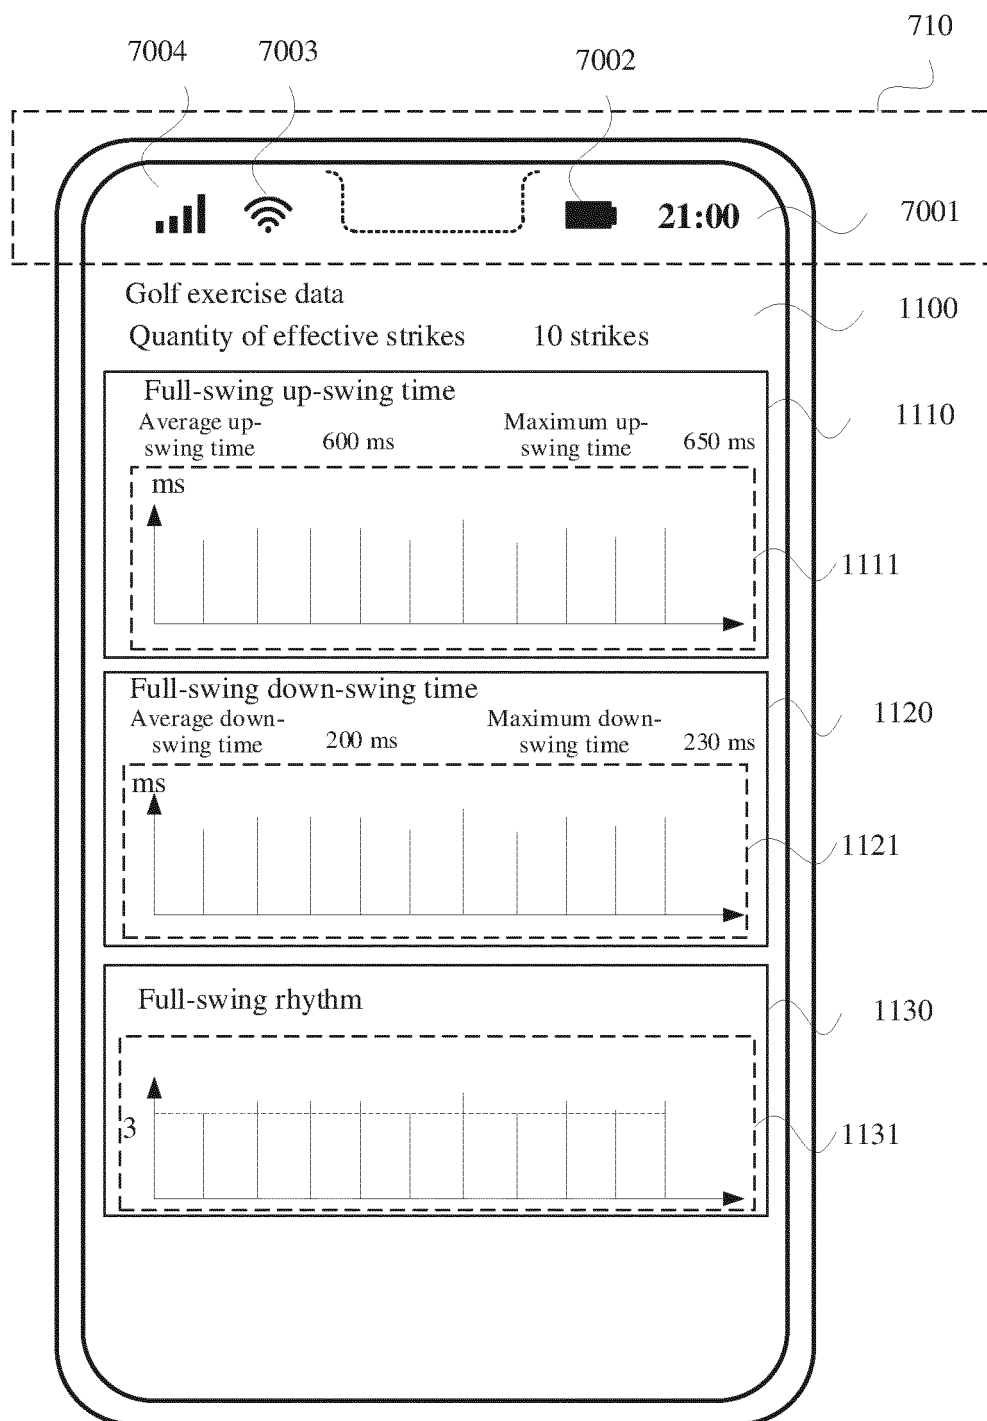 710
7004
7003
7002
21:00
7001
Golf exercise data
1100
Quantity of effective strikes 10 strikes
Full-swing up-swing time
1110
Average up-
swing time
600 ms
Maximum up-
swing time
650 ms
ms
1111
Full-swing down-swing time
1120
Average down-
swing time
200 ms
Maximum down-
swing time
230 ms
ms
1121
Full-swing rhythm
1130
3
1131